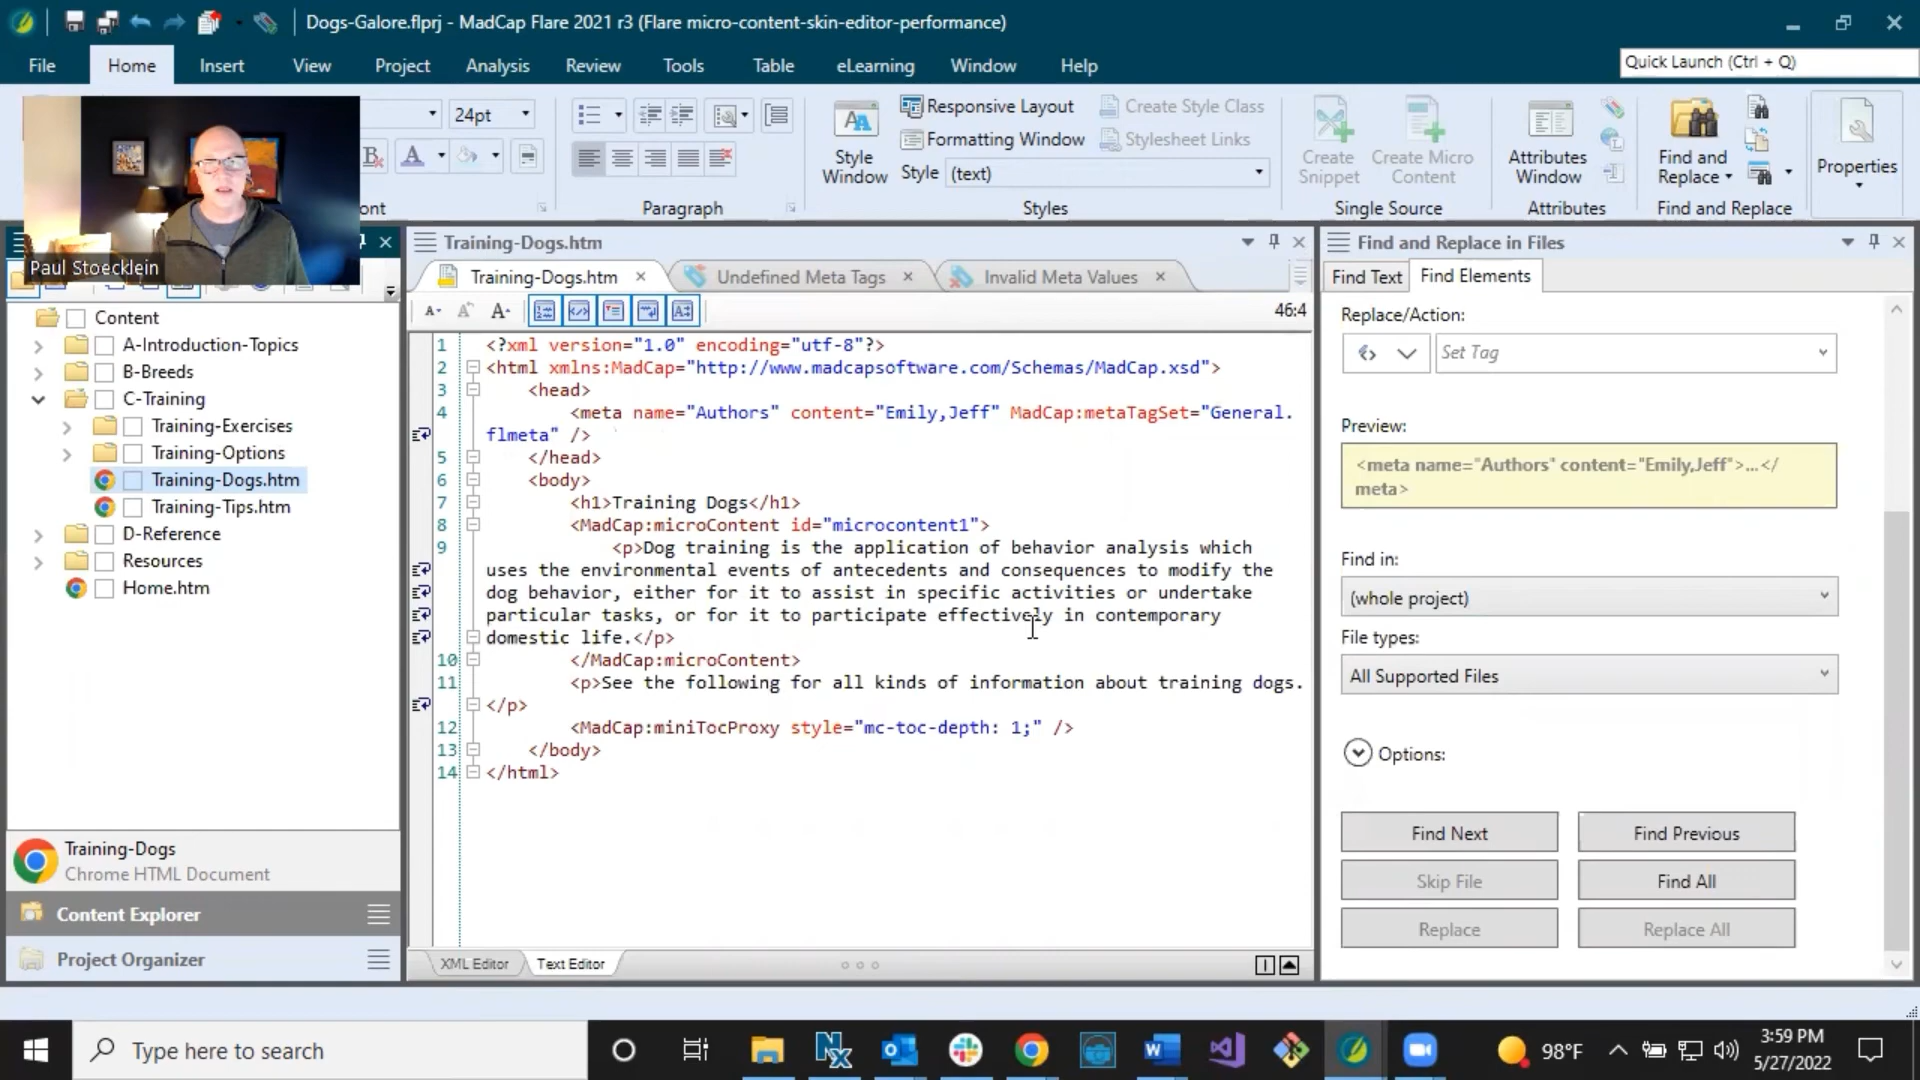 Dogs-Galore.flprj - MadCap Flare 2021 r3 (Flare micro-content-skin-editor-performance)
File Home Insert View Project Analysis Review Tools Table eLearning Window Help
Quick Launch (Ctrl + Q)
24pt
Paragraph
Style Window
Responsive Layout
Formatting Window
Create Style Class
Stylesheet Links
Style (text)
Styles
Create Snippet
Create Micro Content
Single Source
Attributes Window
Attributes
Find and Replace
Find and Replace
Properties
Paul Stoecklein
Content
A-Introduction-Topics
B-Breeds
C-Training
Training-Exercises
Training-Options
Training-Dogs.htm
Training-Tips.htm
D-Reference
Resources
Home.htm
Training-Dogs
Chrome HTML Document
Content Explorer
Project Organizer
Training-Dogs.htm
Training-Dogs.htm Undefined Meta Tags Invalid Meta Values
46:4
1 <?xml version="1.0" encoding="utf-8"?>
2 <html xmlns:MadCap="http://www.madcapsoftware.com/Schemas/MadCap.xsd">
3 <head>
4 <meta name="Authors" content="Emily,Jeff" MadCap:metaTagSet="General.
flmeta" />
5 </head>
6 <body>
7 <h1>Training Dogs</h1>
8 <MadCap:microContent id="microcontent1">
9 <p>Dog training is the application of behavior analysis which
uses the environmental events of antecedents and consequences to modify the
dog behavior, either for it to assist in specific activities or undertake
particular tasks, or for it to participate effectively in contemporary
domestic life.</p>
10 </MadCap:microContent>
11 <p>See the following for all kinds of information about training dogs.
</p>
12 <MadCap:miniTocProxy style="mc-toc-depth: 1;" />
13 </body>
14 </html>
XML Editor Text Editor
Find and Replace in Files
Find Text Find Elements
Replace/Action:
Set Tag
Preview:
<meta name="Authors" content="Emily,Jeff">...</
meta>
Find in:
(whole project)
File types:
All Supported Files
Options:
Find Next Find Previous
Skip File Find All
Replace Replace All
Type here to search
98°F
3:59 PM
5/27/2022